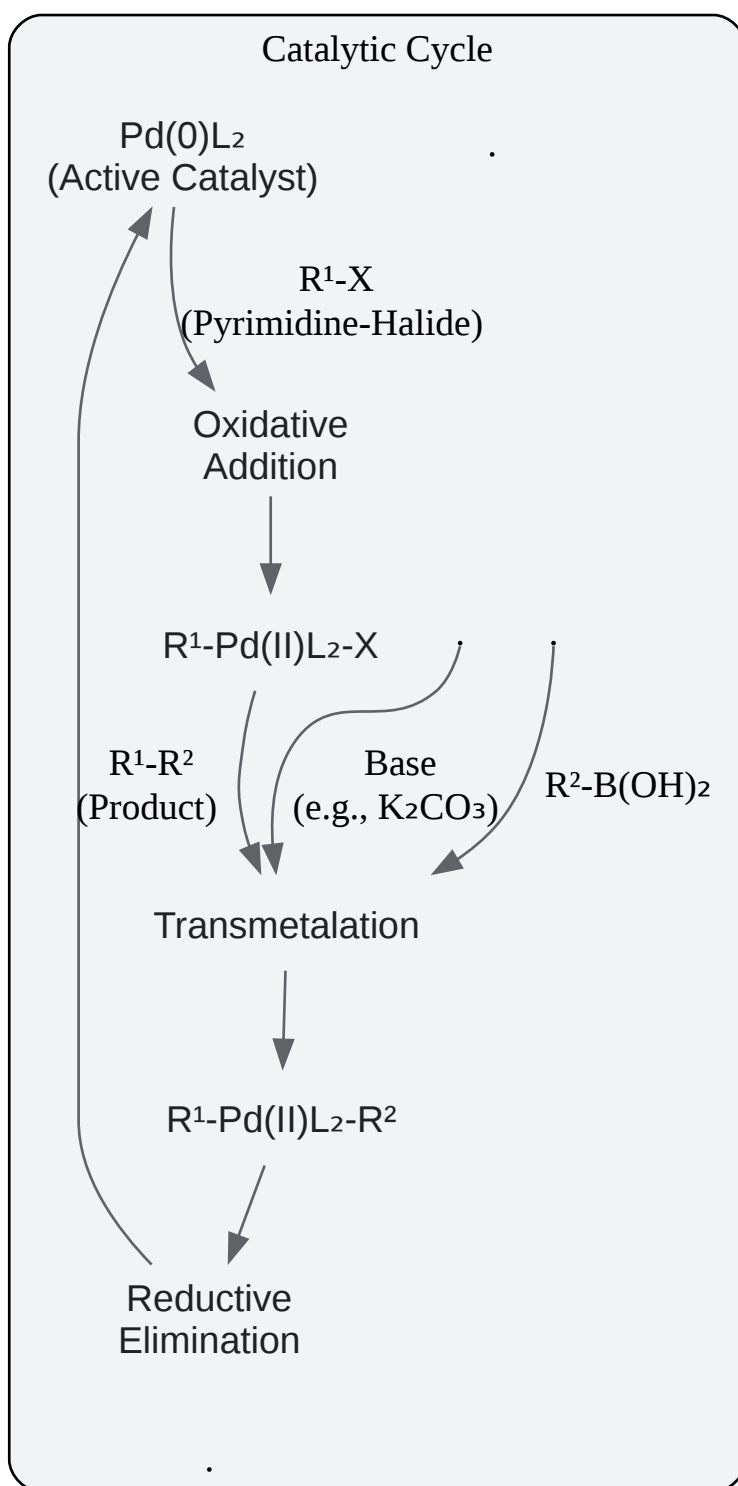 Catalytic Cycle
Pd(0)L₂
(Active Catalyst)
R¹-X
(Pyrimidine-Halide)
Oxidative
Addition
R¹-Pd(II)L₂-X
R¹-R²
(Product)
Base
(e.g., K₂CO₃)
R²-B(OH)₂
Transmetalation
R¹-Pd(II)L₂-R²
Reductive
Elimination